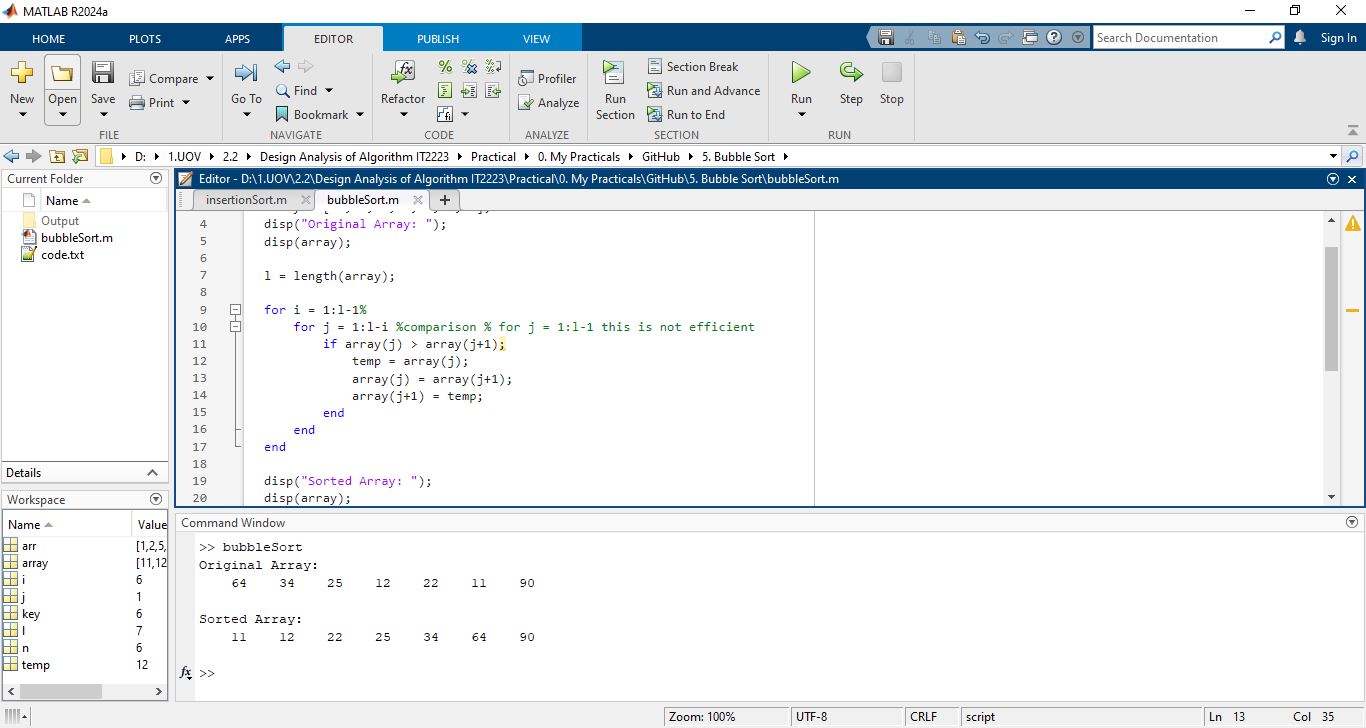 MATLAB R2024a
HOME PLOTS APPS EDITOR PUBLISH VIEW Search Documentation Sign In
New Open Save Compare Print FILE
Go To Find Bookmark NAVIGATE
Refactor CODE
Profiler Analyze ANALYZE
Run Section Section Break Run and Advance Run to End SECTION
Run Step Stop RUN
D: 1.UOV 2.2 Design Analysis of Algorithm IT2223 Practical 0. My Practicals GitHub 5. Bubble Sort
Current Folder
Name
Output
bubbleSort.m
code.txt
Details
Workspace
Name Value
arr [1,2,5,
array [11,12
i 6
j 1
key 6
l 7
n 6
temp 12
Editor - D:\1.UOV\2.2\Design Analysis of Algorithm IT2223\Practical\0. My Practicals\GitHub\5. Bubble Sort\bubbleSort.m
insertionSort.m bubbleSort.m
4 disp("Original Array: ");
5 disp(array);
6
7 l = length(array);
8
9 for i = 1:l-1%
10 for j = 1:l-i %comparison % for j = 1:l-1 this is not efficient
11 if array(j) > array(j+1);
12 temp = array(j);
13 array(j) = array(j+1);
14 array(j+1) = temp;
15 end
16 end
17 end
18
19 disp("Sorted Array: ");
20 disp(array);
Command Window
>> bubbleSort
Original Array:
64 34 25 12 22 11 90
Sorted Array:
11 12 22 25 34 64 90
fx >>
Zoom: 100% UTF-8 CRLF script Ln 13 Col 35